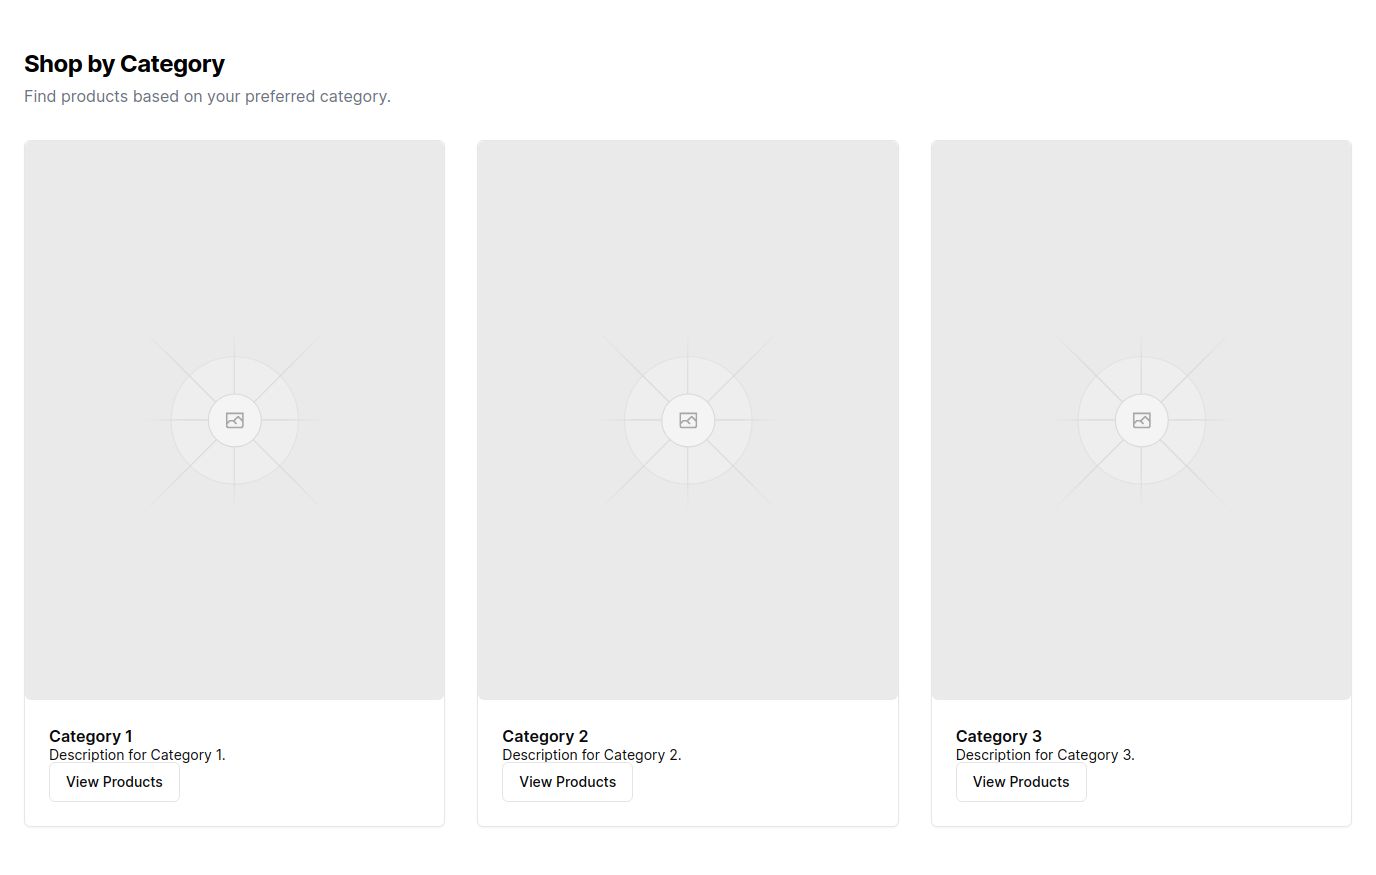 Shop by Category
Find products based on your preferred category.
Category 1
Description for Category 1.
View Products
Category 2
Description for Category 2.
View Products
Category 3
Description for Category 3.
View Products